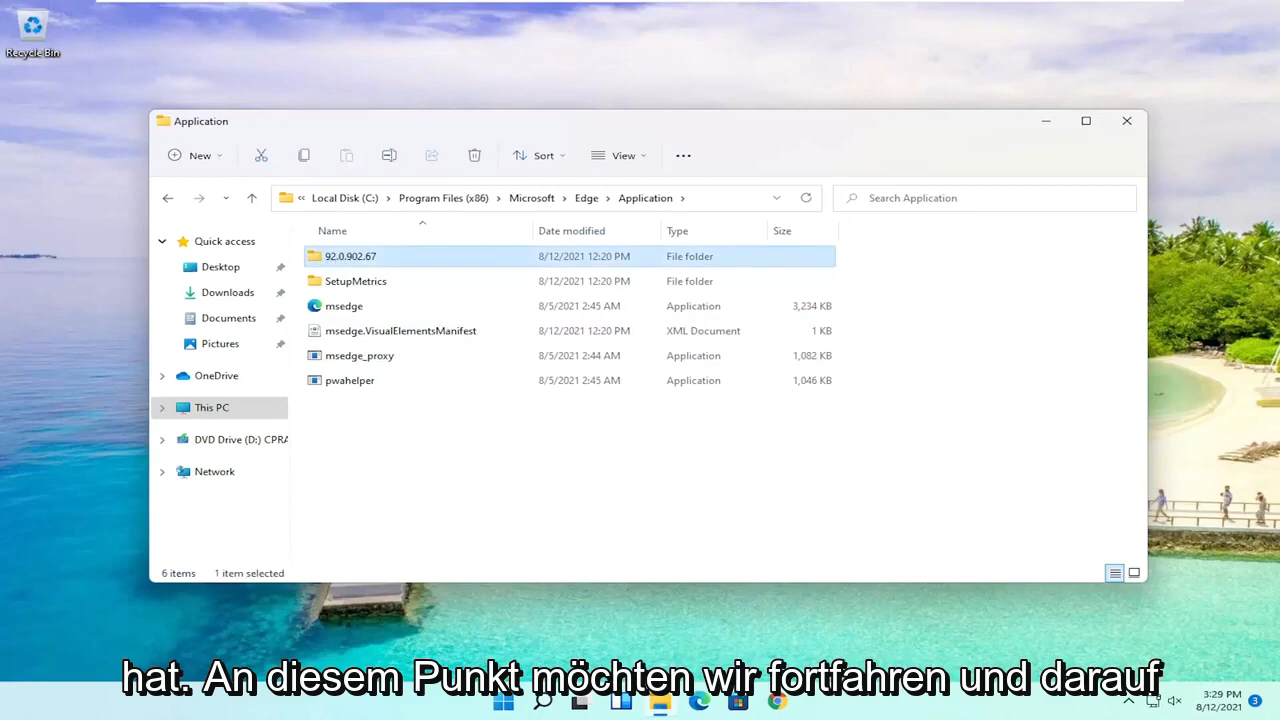 Recycle Bin
Application
New
Sort
View
Local Disk (C:) Program Files (x86) Microsoft Edge Application
Search Application
Name Date modified Type Size
Quick access
Desktop
Downloads
Documents
Pictures
OneDrive
This PC
DVD Drive (D:) CPRA
Network
92.0.902.67 8/12/2021 12:20 PM File folder
SetupMetrics 8/12/2021 12:20 PM File folder
msedge 8/5/2021 2:45 AM Application 3,234 KB
msedge.VisualElementsManifest 8/12/2021 12:20 PM XML Document 1 KB
msedge_proxy 8/5/2021 2:44 AM Application 1,082 KB
pwahelper 8/5/2021 2:45 AM Application 1,046 KB
6 items 1 item selected
hat. An diesem Punkt möchten wir fortfahren und darauf
3:29 PM
8/12/2021
3